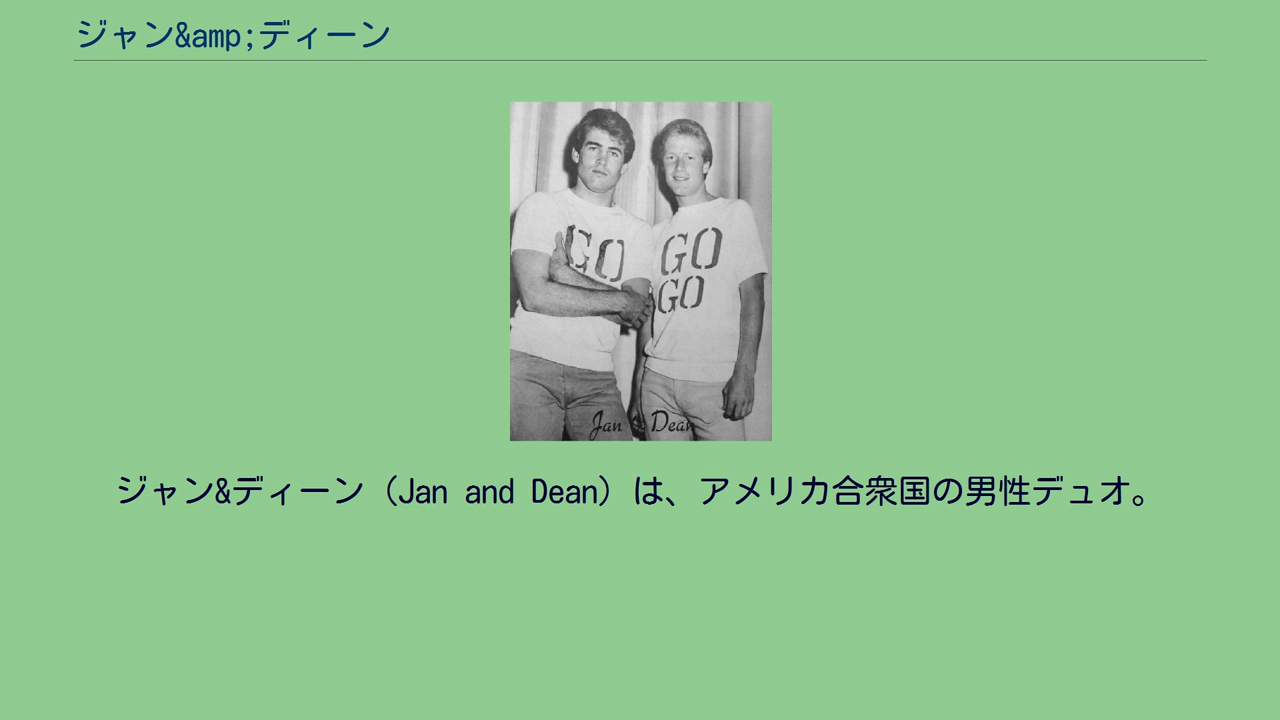 ジャン&amp;ディーン
GO GO
GO
Jan & Dean
ジャン&ディーン（Jan and Dean）は、アメリカ合衆国の男性デュオ。